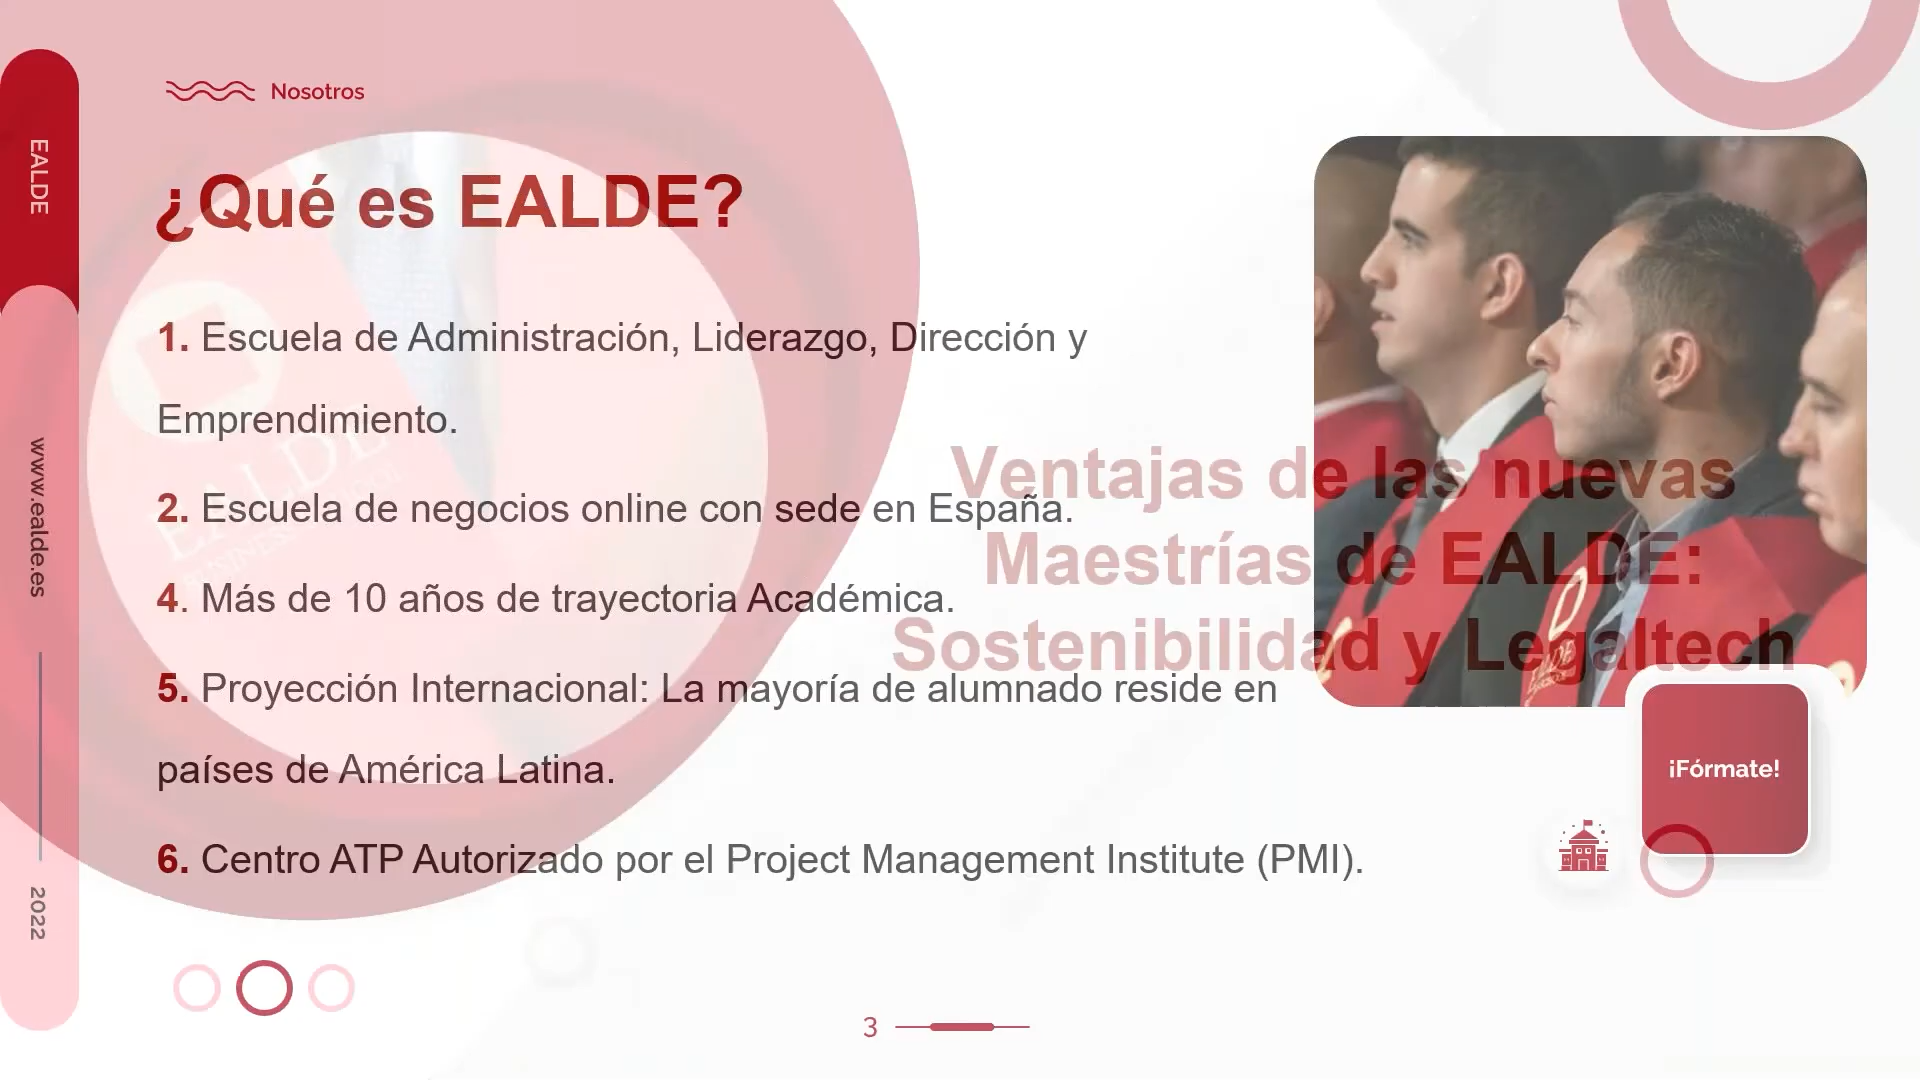 Nosotros
EALDE
¿Qué es EALDE?
1. Escuela de Administración, Liderazgo, Dirección y
Emprendimiento.
www.ealde.es
Ventajas de las nuevas
2. Escuela de negocios online con sede en España.
Maestrías de EALDE:
4. Más de 10 años de trayectoria Académica.
Sostenibilidad y Legaltech
5. Proyección Internacional: La mayoría de alumnado reside en
países de América Latina.
¡Fórmate!
6. Centro ATP Autorizado por el Project Management Institute (PMI).
2022
3
EALDE
EALDE